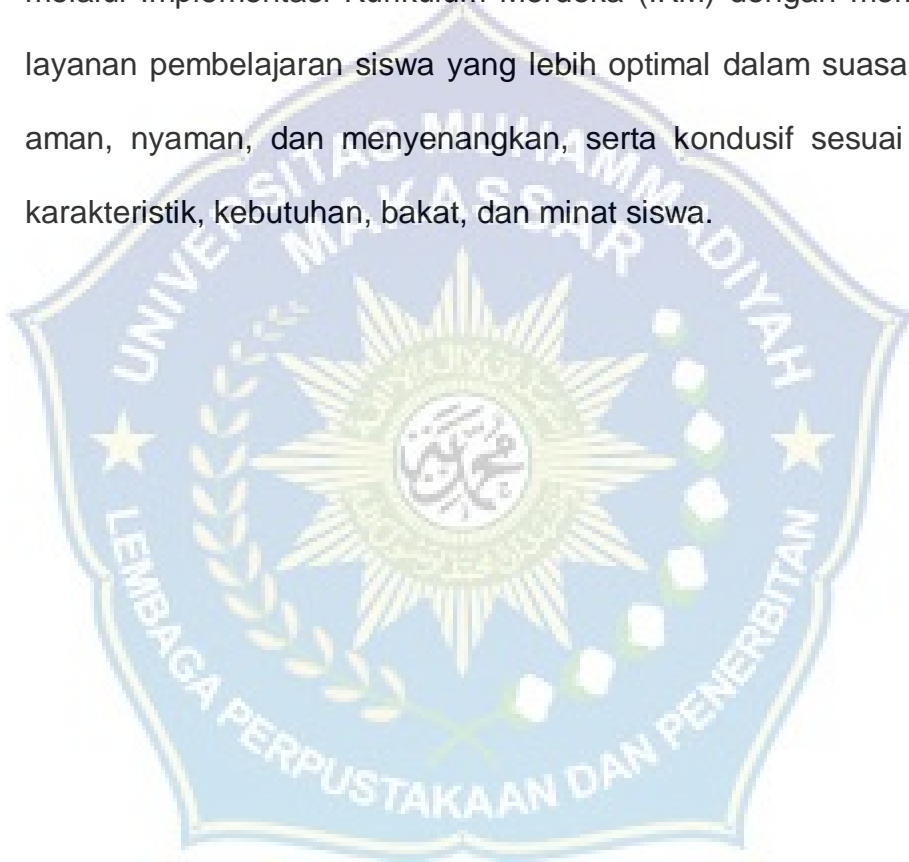 melalui Implementasi Kurikulum Merdeka (IKM) dengan
layanan pembelajaran siswa yang lebih optimal dalam
aman, nyaman, dan menyenangkan, serta kondusif sesuai
karakteristik, kebutuhan, bakat, dan minat siswa.
UNIVERSITAS MUHAMMADIYAH
MAKASSAR
محمدية
LEMBAGA PERPUSTAKAAN DAN PENERBITAN